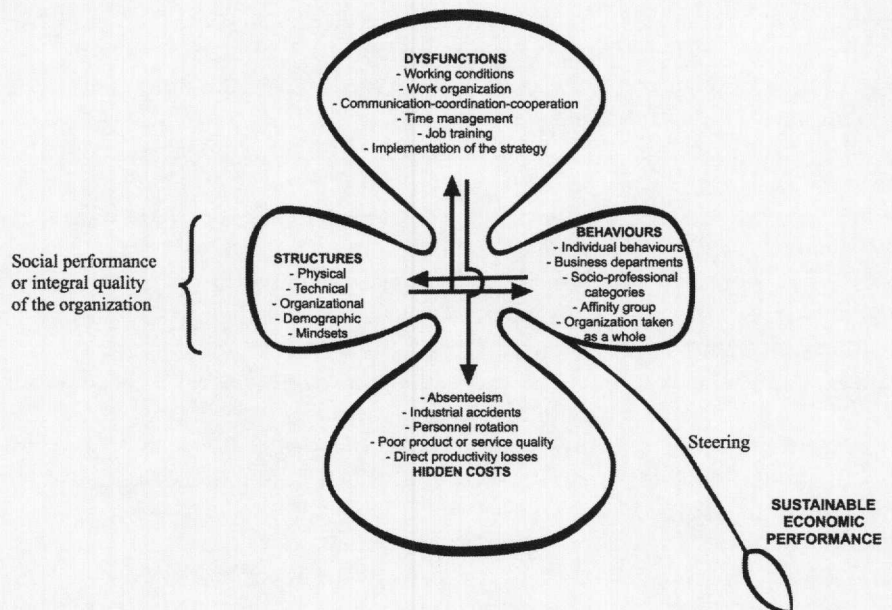 DYSFUNCTIONS
- Working conditions
- Work organization
- Communication-coordination-cooperation
- Time management
- Job training
- Implementation of the strategy
Social performance
or integral quality
of the organization
STRUCTURES
- Physical
- Technical
- Organizational
- Demographic
- Mindsets
BEHAVIOURS
- Individual behaviours
- Business departments
- Socio-professional
categories
- Affinity group
- Organization taken
as a whole
- Absenteeism
- Industrial accidents
- Personnel rotation
- Poor product or service quality
- Direct productivity losses
HIDDEN COSTS
Steering
SUSTAINABLE
ECONOMIC
PERFORMANCE